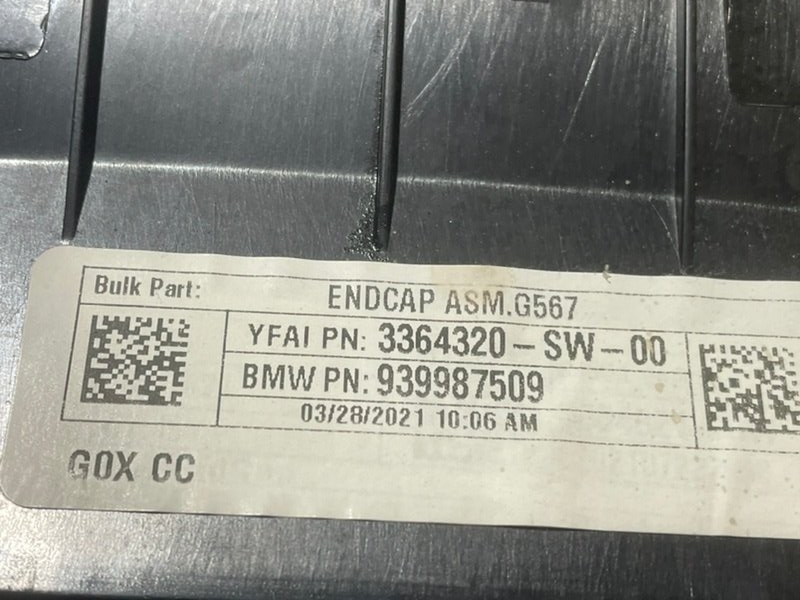 Bulk Part: ENDCAP ASM.G567
YFAI PN: 3364320-SW-00
BMW PN: 939987509
03/28/2021 10:06 AM
G0X CC